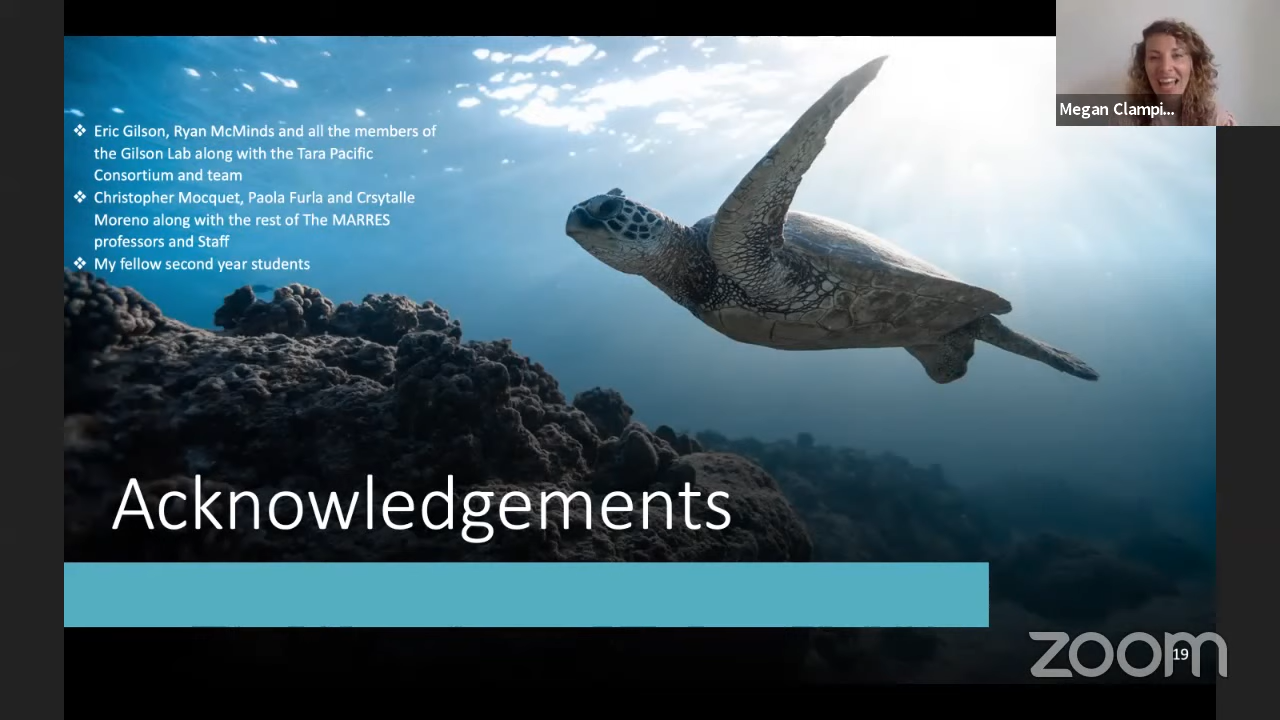 Megan Clampi...
❖ Eric Gilson, Ryan McMinds and all the members of
the Gilson Lab along with the Tara Pacific
Consortium and team
❖ Christopher Mocquet, Paola Furla and Crsytalle
Moreno along with the rest of The MARRES
professors and Staff
❖ My fellow second year students
Acknowledgements
zoom
19